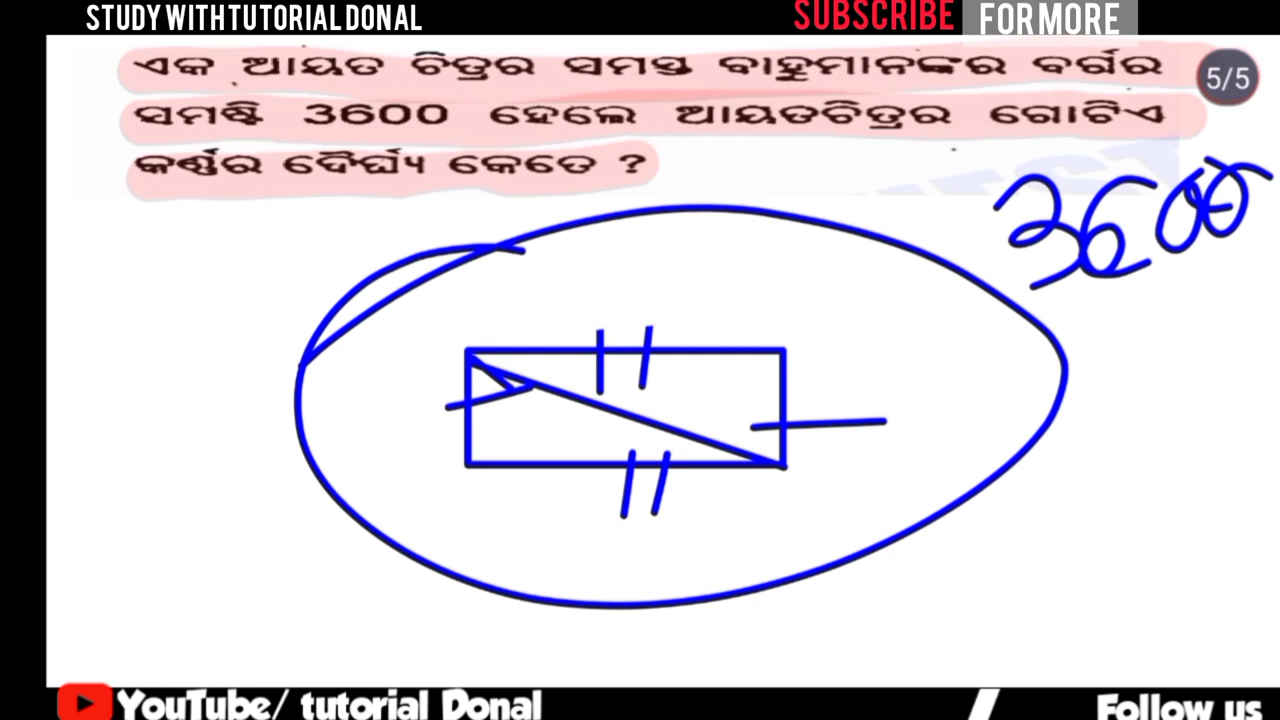 STUDY WITH TUTORIAL DONAL
SUBSCRIBE FOR MORE
ଏକ ଆୟତ ଚିତ୍ରର ସମସ୍ତ ବାହୁମାନଙ୍କର ବର୍ଗର
5/5
ସମଷ୍ଟି 3600 ହେଲେ ଆୟତଚିତ୍ରର ଗୋଟିଏ
କର୍ଣ୍ଣର ଦୈର୍ଘ୍ୟ କେତେ ?
3600
YouTube/ tutorial Donal
/ Follow us